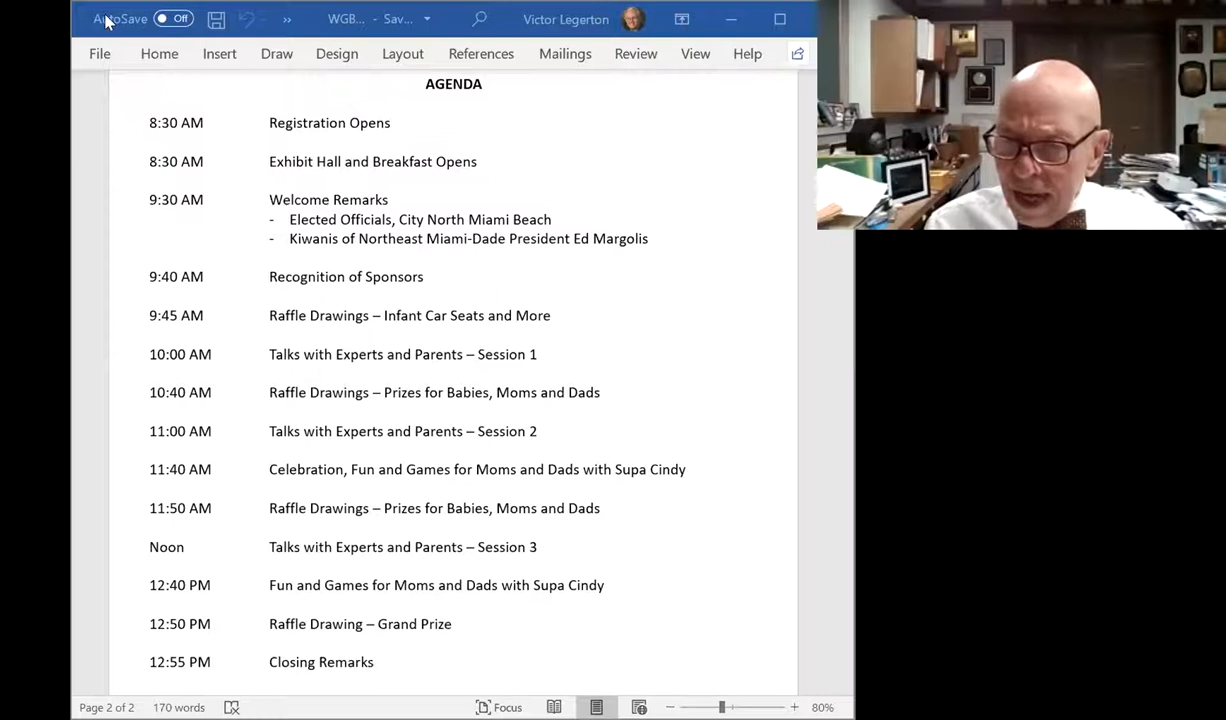 AutoSave Off WGB... - Sav... Victor Legerton
File Home Insert Draw Design Layout References Mailings Review View Help
AGENDA
8:30 AM Registration Opens
8:30 AM Exhibit Hall and Breakfast Opens
9:30 AM Welcome Remarks
- Elected Officials, City North Miami Beach
- Kiwanis of Northeast Miami-Dade President Ed Margolis
9:40 AM Recognition of Sponsors
9:45 AM Raffle Drawings – Infant Car Seats and More
10:00 AM Talks with Experts and Parents – Session 1
10:40 AM Raffle Drawings – Prizes for Babies, Moms and Dads
11:00 AM Talks with Experts and Parents – Session 2
11:40 AM Celebration, Fun and Games for Moms and Dads with Supa Cindy
11:50 AM Raffle Drawings – Prizes for Babies, Moms and Dads
Noon Talks with Experts and Parents – Session 3
12:40 PM Fun and Games for Moms and Dads with Supa Cindy
12:50 PM Raffle Drawing – Grand Prize
12:55 PM Closing Remarks
Page 2 of 2 170 words Focus 80%